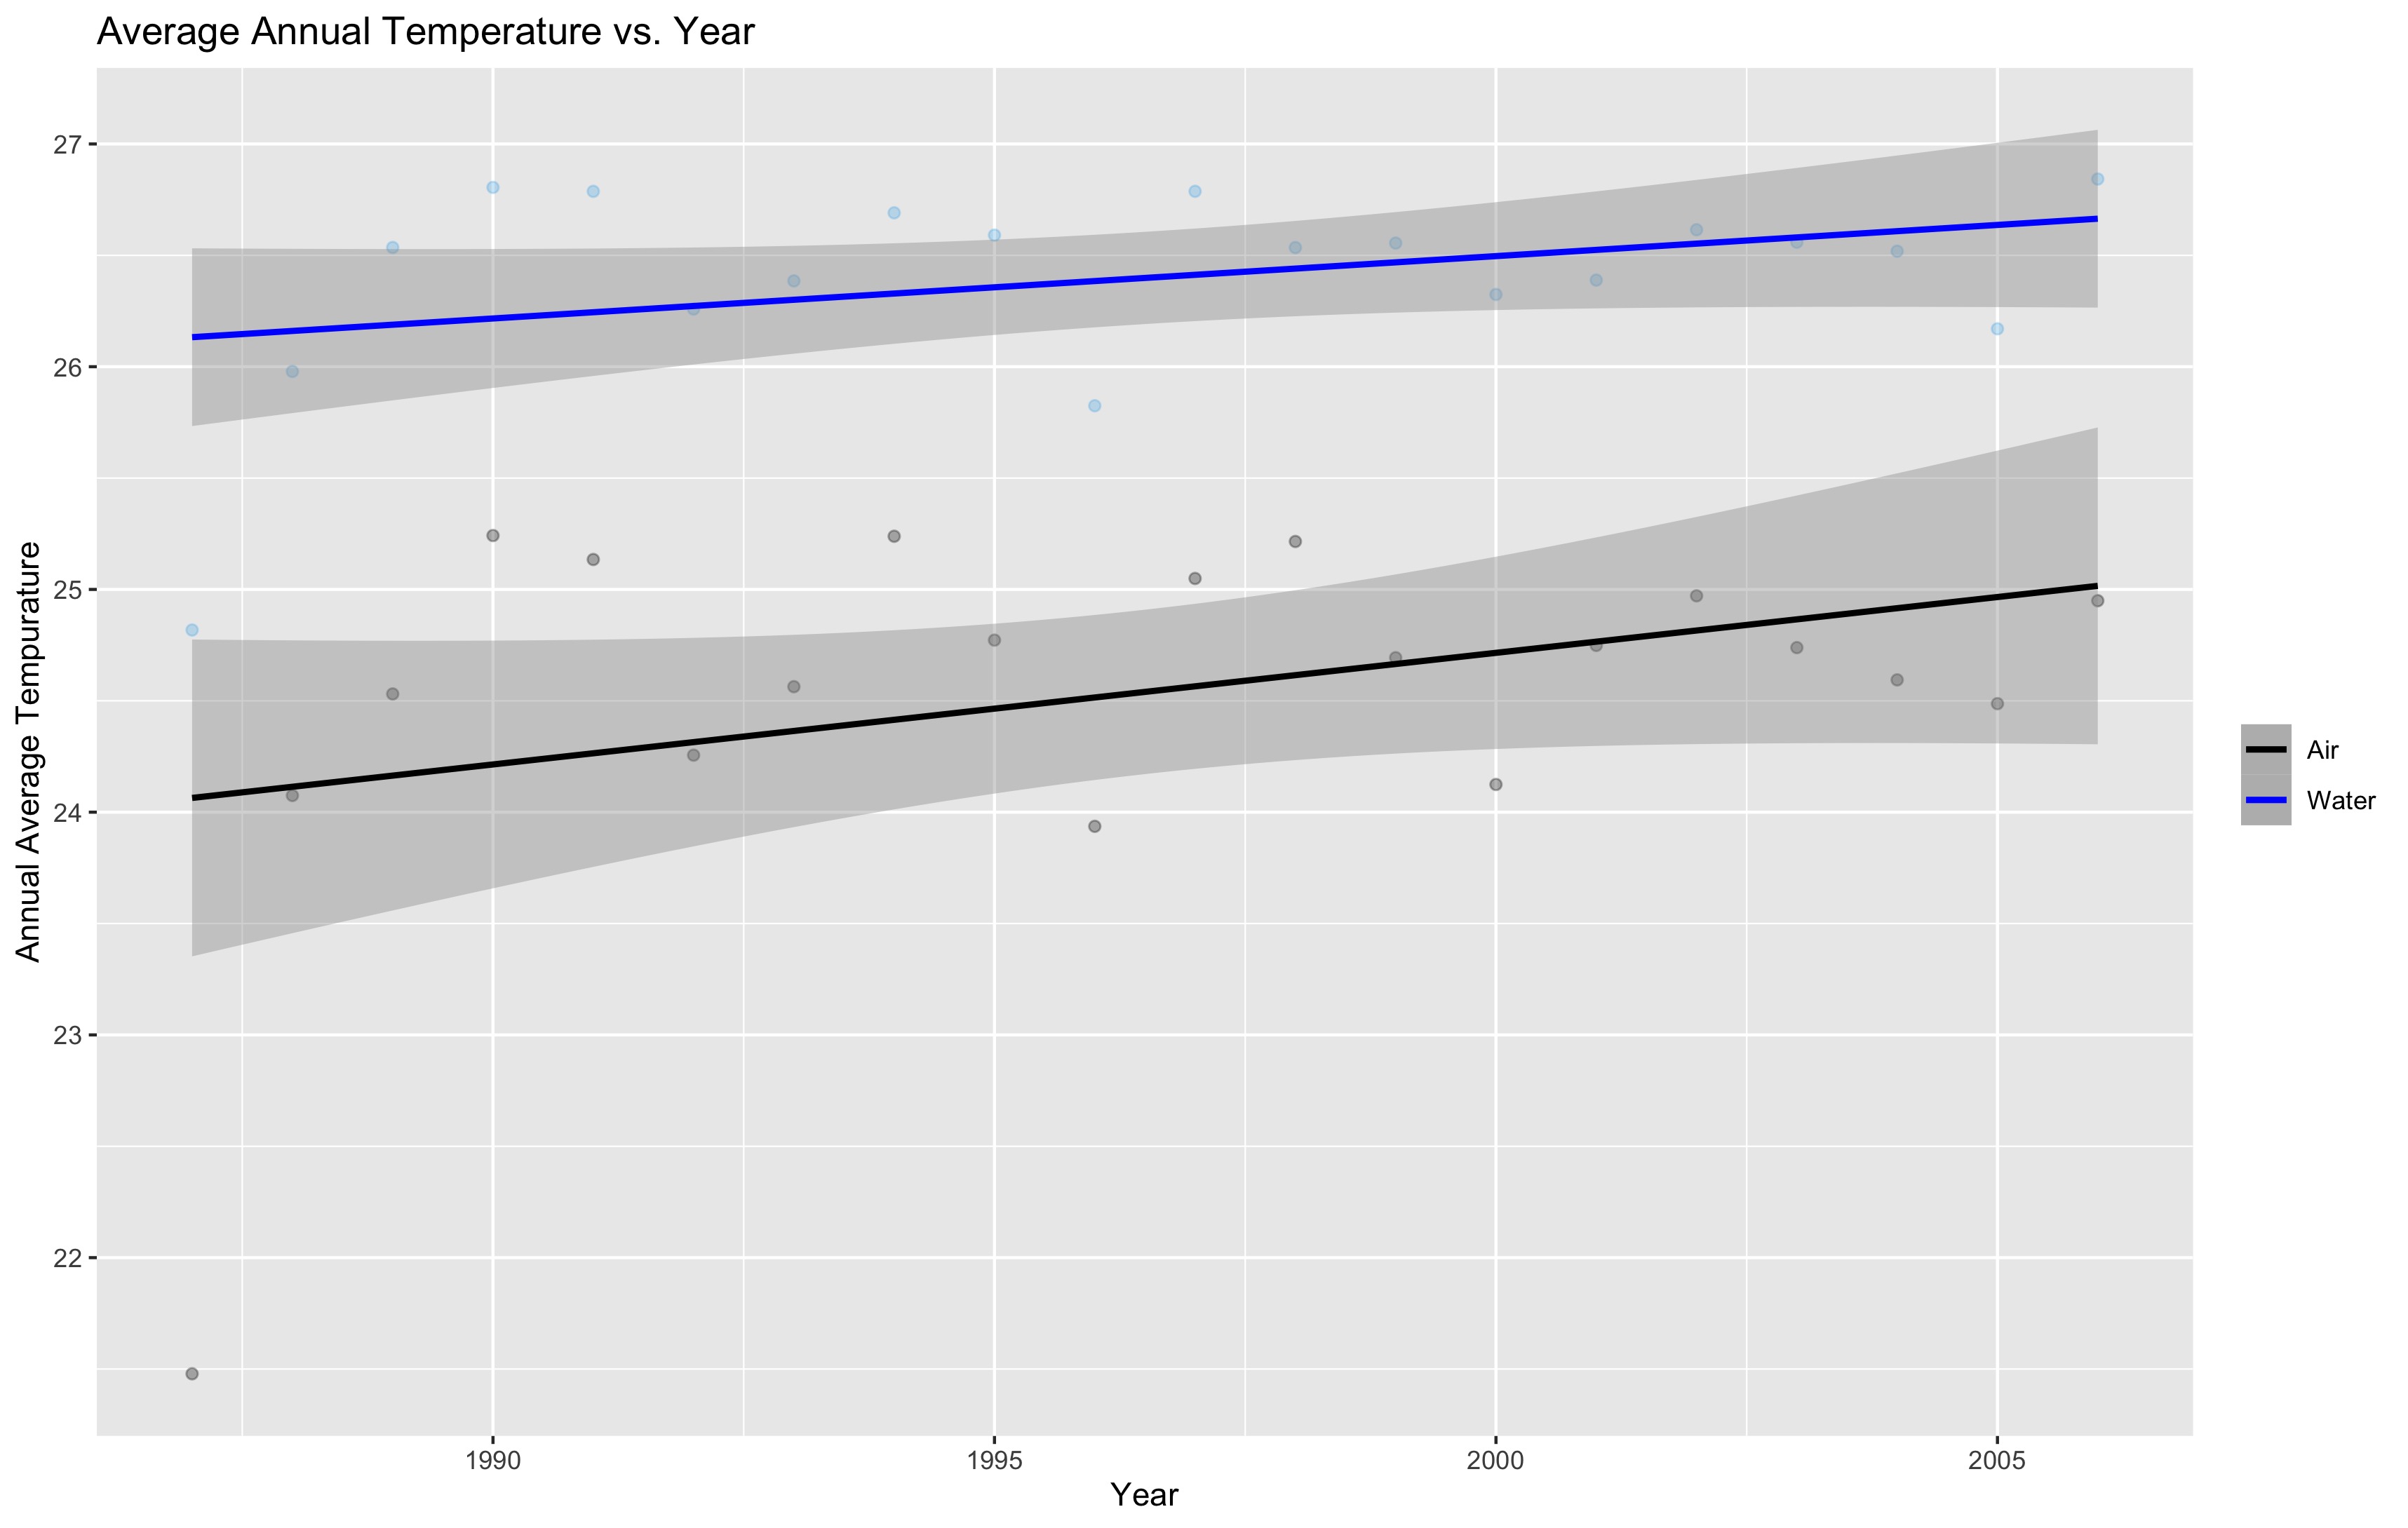 Average Annual Temperature vs. Year
27
26
25
24
23
22
Annual Average Tempurature
1990 1995 2000 2005
Year
Air
Water